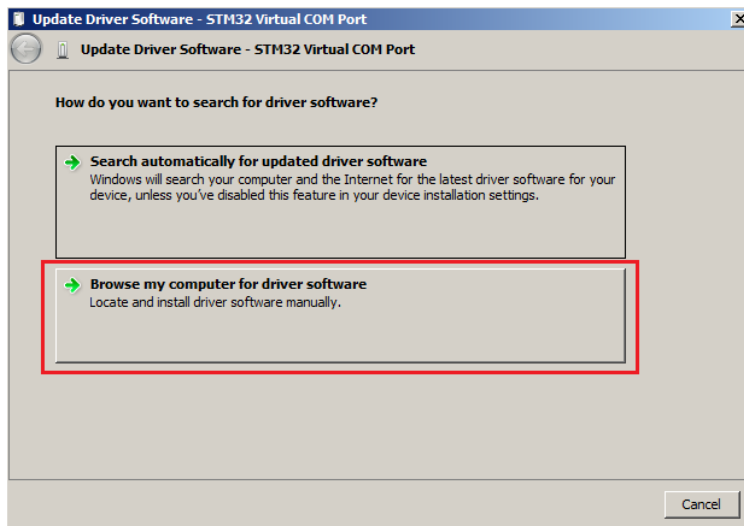 Update Driver Software - STM32 Virtual COM Port
Update Driver Software - STM32 Virtual COM Port
How do you want to search for driver software?
Search automatically for updated driver software
Windows will search your computer and the Internet for the latest driver software for your
device, unless you've disabled this feature in your device installation settings.
Browse my computer for driver software
Locate and install driver software manually.
Cancel